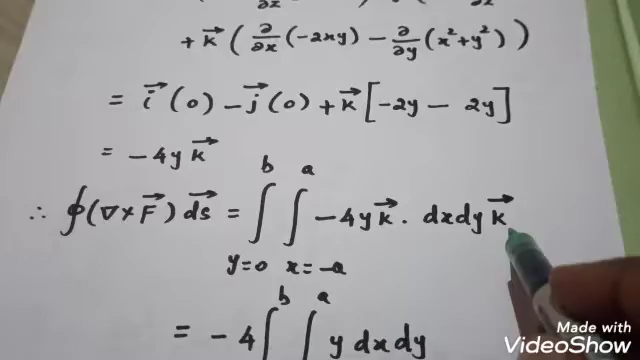 ∂z ∂z
+ k⃗ ( ∂/∂x (-2xy) - ∂/∂y (x² + y²) )
= i⃗ (0) - j⃗ (0) + k⃗ [-2y - 2y]
= -4y k⃗
∴ ∮(∇×F⃗) ds⃗ = ∫_{y=0}^{b} ∫_{x=-a}^{a} -4y k⃗ . dxdy k⃗
= -4 ∫^{b} ∫^{a} y dxdy
Made with
VideoShow